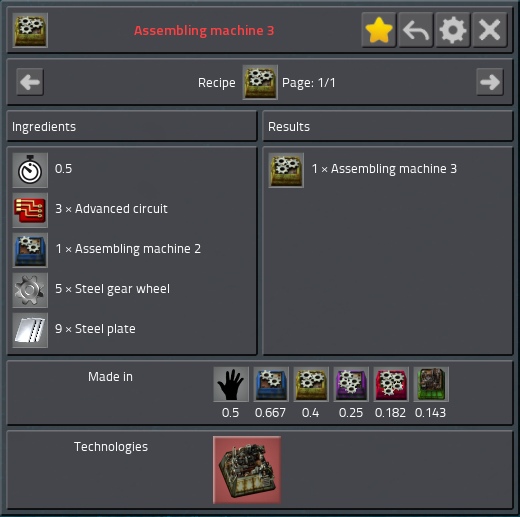 Assembling machine 3
Recipe Page: 1/1
Ingredients
Results
0.5
3 × Advanced circuit
1 × Assembling machine 2
5 × Steel gear wheel
9 × Steel plate
1 × Assembling machine 3
Made in
0.5 0.667 0.4 0.25 0.182 0.143
Technologies